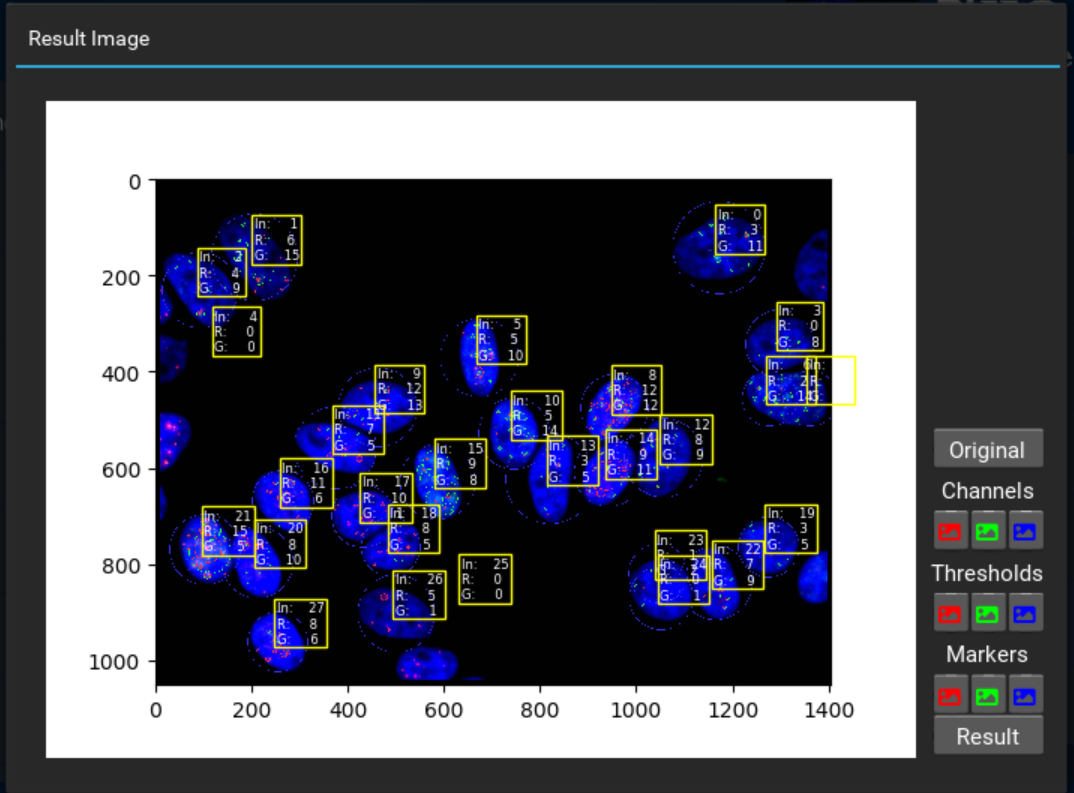 Result Image
0
200
400
600
800
1000
0
200
400
600
800
1000
1200
1400
In: 1
R: 6
G: 15
In: 0
R: 3
G: 11
In: 2
R: 4
G: 9
In: 4
R: 0
G: 0
In: 3
R: 0
G: 8
In: 5
R: 5
G: 10
In: 6
R: 2
G: 14
In:
In: 9
R: 12
G: 13
In: 8
R: 12
G: 12
In: 10
R: 5
G: 14
In:
R: 7
G: 5
In: 12
R: 8
G: 9
In: 14
R: 9
G: 11
In: 13
R: 3
G: 5
In: 15
R: 9
G: 8
In: 16
R: 11
G: 6
In: 17
R: 10
G: 1
In: 18
R: 8
G: 5
In: 19
R: 3
G: 5
In: 21
R: 15
G: 5
In: 20
R: 8
G: 10
In: 23
R: 1
In: 24
R: 0
G: 1
In: 22
R: 7
G: 9
In: 25
R: 0
G: 0
In: 26
R: 5
G: 1
In: 27
R: 8
G: 6
Original
Channels
Thresholds
Markers
Result